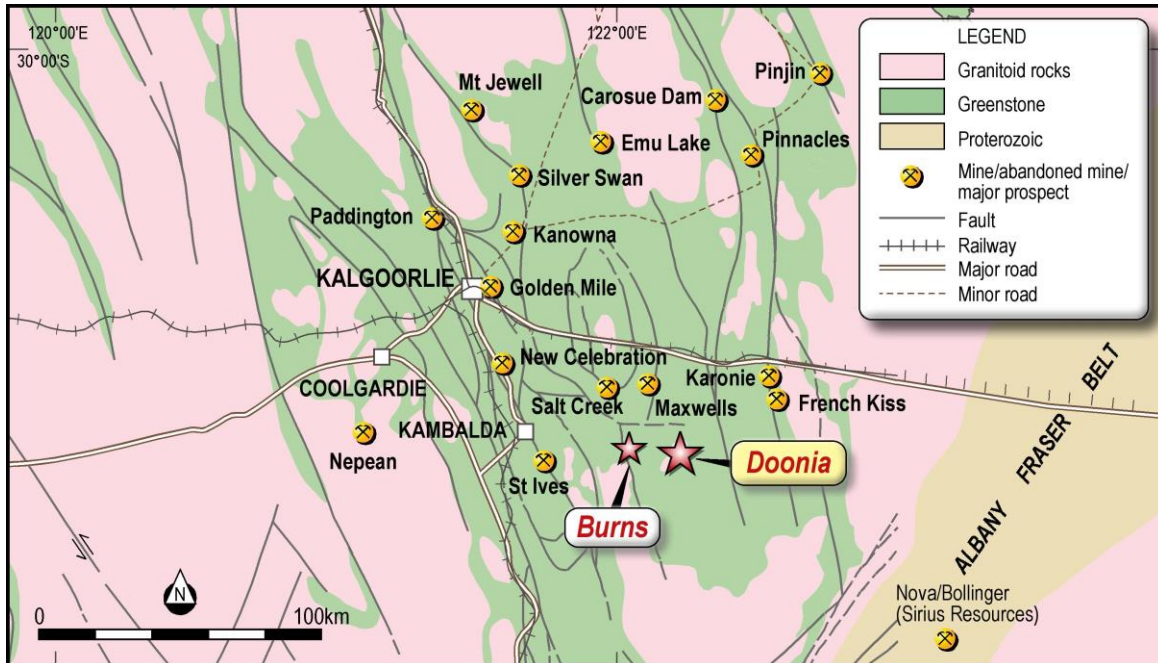 120°00'E
30°00'S
122°00'E
LEGEND
Granitoid rocks
Greenstone
Proterozoic
Mine/abandoned mine/
major prospect
Fault
Railway
Major road
Minor road
Pinjin
Mt Jewell
Carosue Dam
Emu Lake
Pinnacles
Silver Swan
Paddington
Kanowna
KALGOORLIE
Golden Mile
New Celebration
COOLGARDIE
Karonie
Salt Creek
Maxwells
French Kiss
KAMBALDA
Nepean
St Ives
Doonia
Burns
ALBANY FRASER BELT
Nova/Bollinger
(Sirius Resources)
N
0 100km